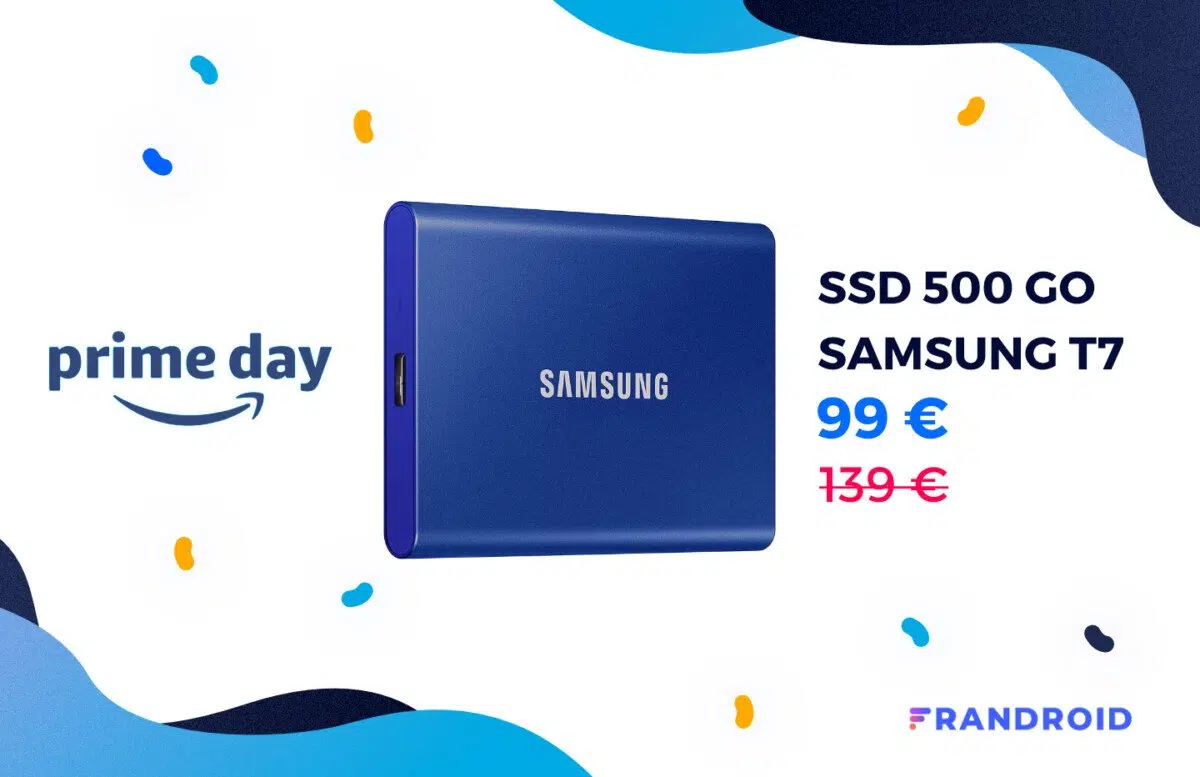 prime day
SAMSUNG
SSD 500 GO
SAMSUNG T7
99 €
139 €
FRANDROID